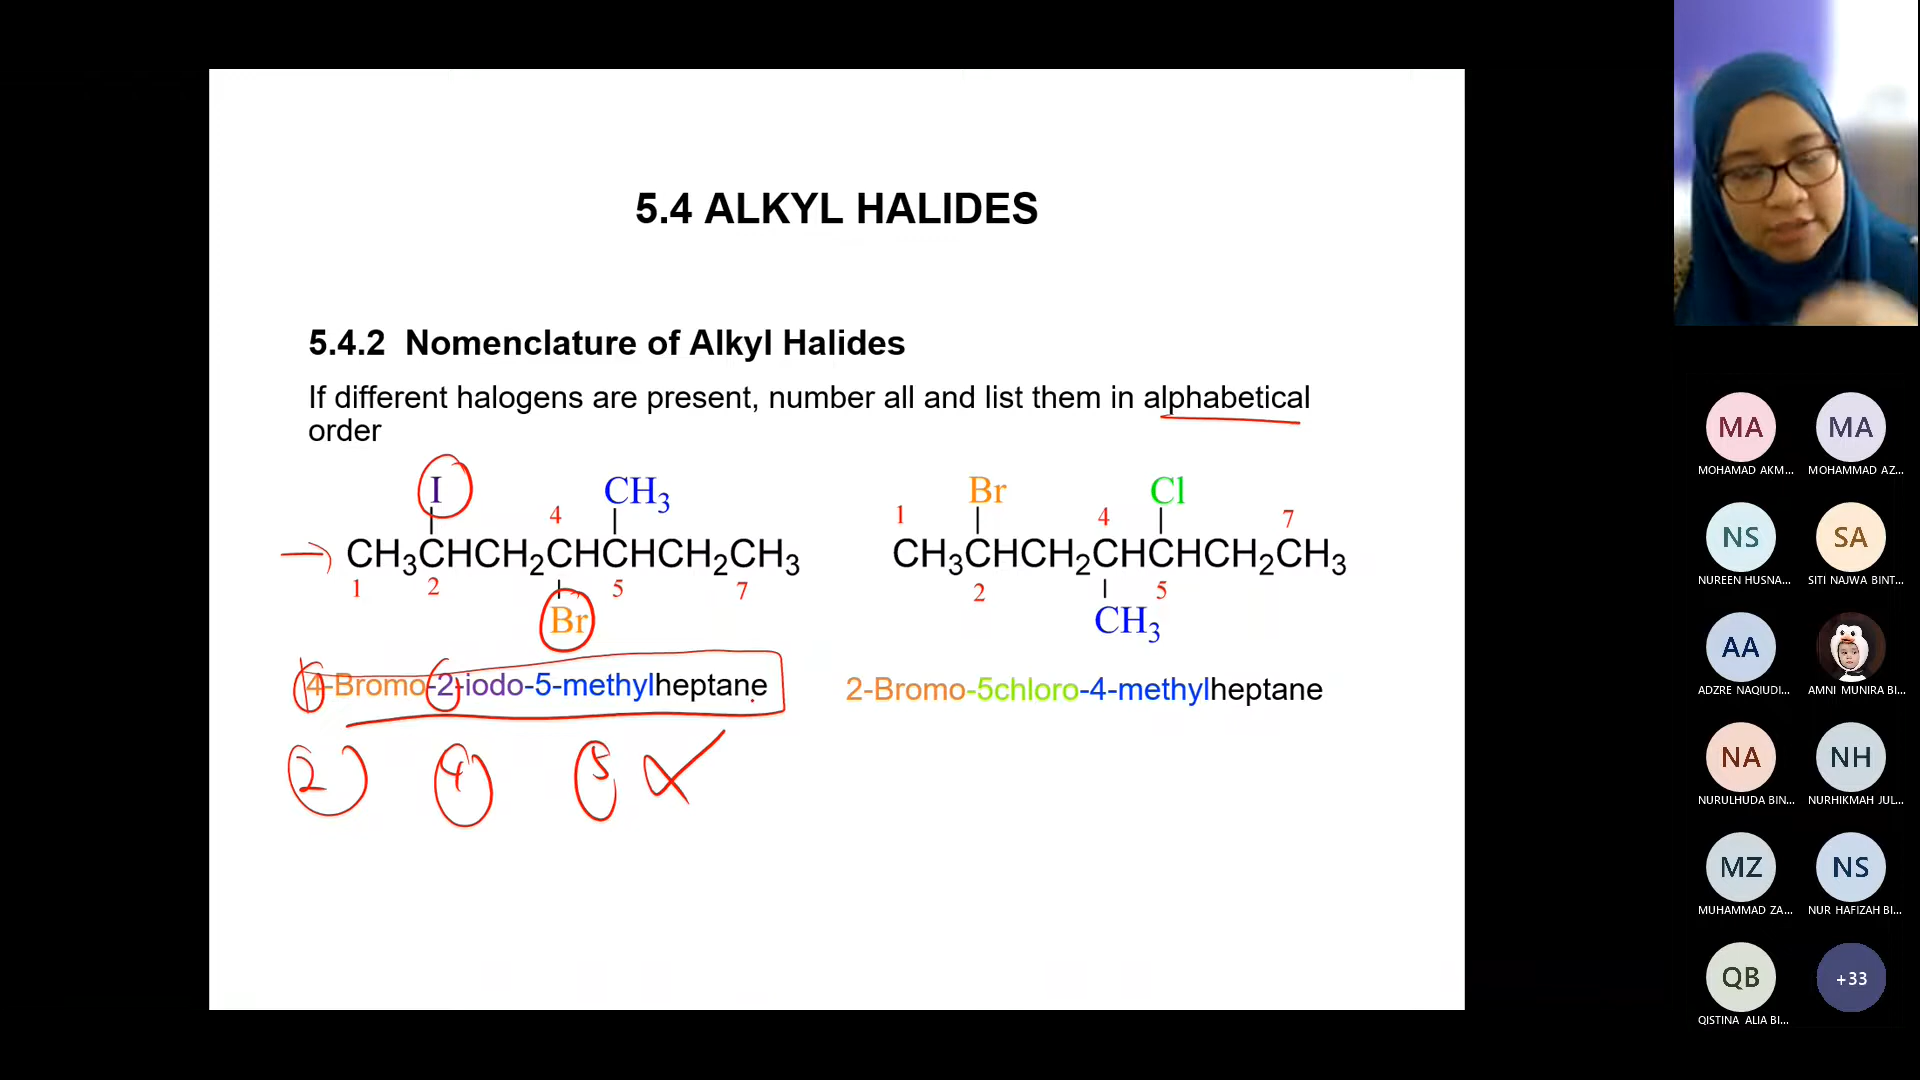 5.4 ALKYL HALIDES
5.4.2 Nomenclature of Alkyl Halides
If different halogens are present, number all and list them in alphabetical
order
I CH3
4
CH3CHCH2CHCHCH2CH3
1 2 5 7
Br
4-Bromo-2-iodo-5-methylheptane
2 4 5
Br Cl
1 4 7
CH3CHCH2CHCHCH2CH3
2 5
CH3
2-Bromo-5chloro-4-methylheptane
MA MA
MOHAMAD AKM... MOHAMMAD AZ...
NS SA
NUREEN HUSNA... SITI NAJWA BINT...
AA
ADZRE NAQIUDI... AMNI MUNIRA BI...
NA NH
NURULHUDA BIN... NURHIKMAH JUL...
MZ NS
MUHAMMAD ZA... NUR HAFIZAH BI...
QB +33
QISTINA ALIA BI...